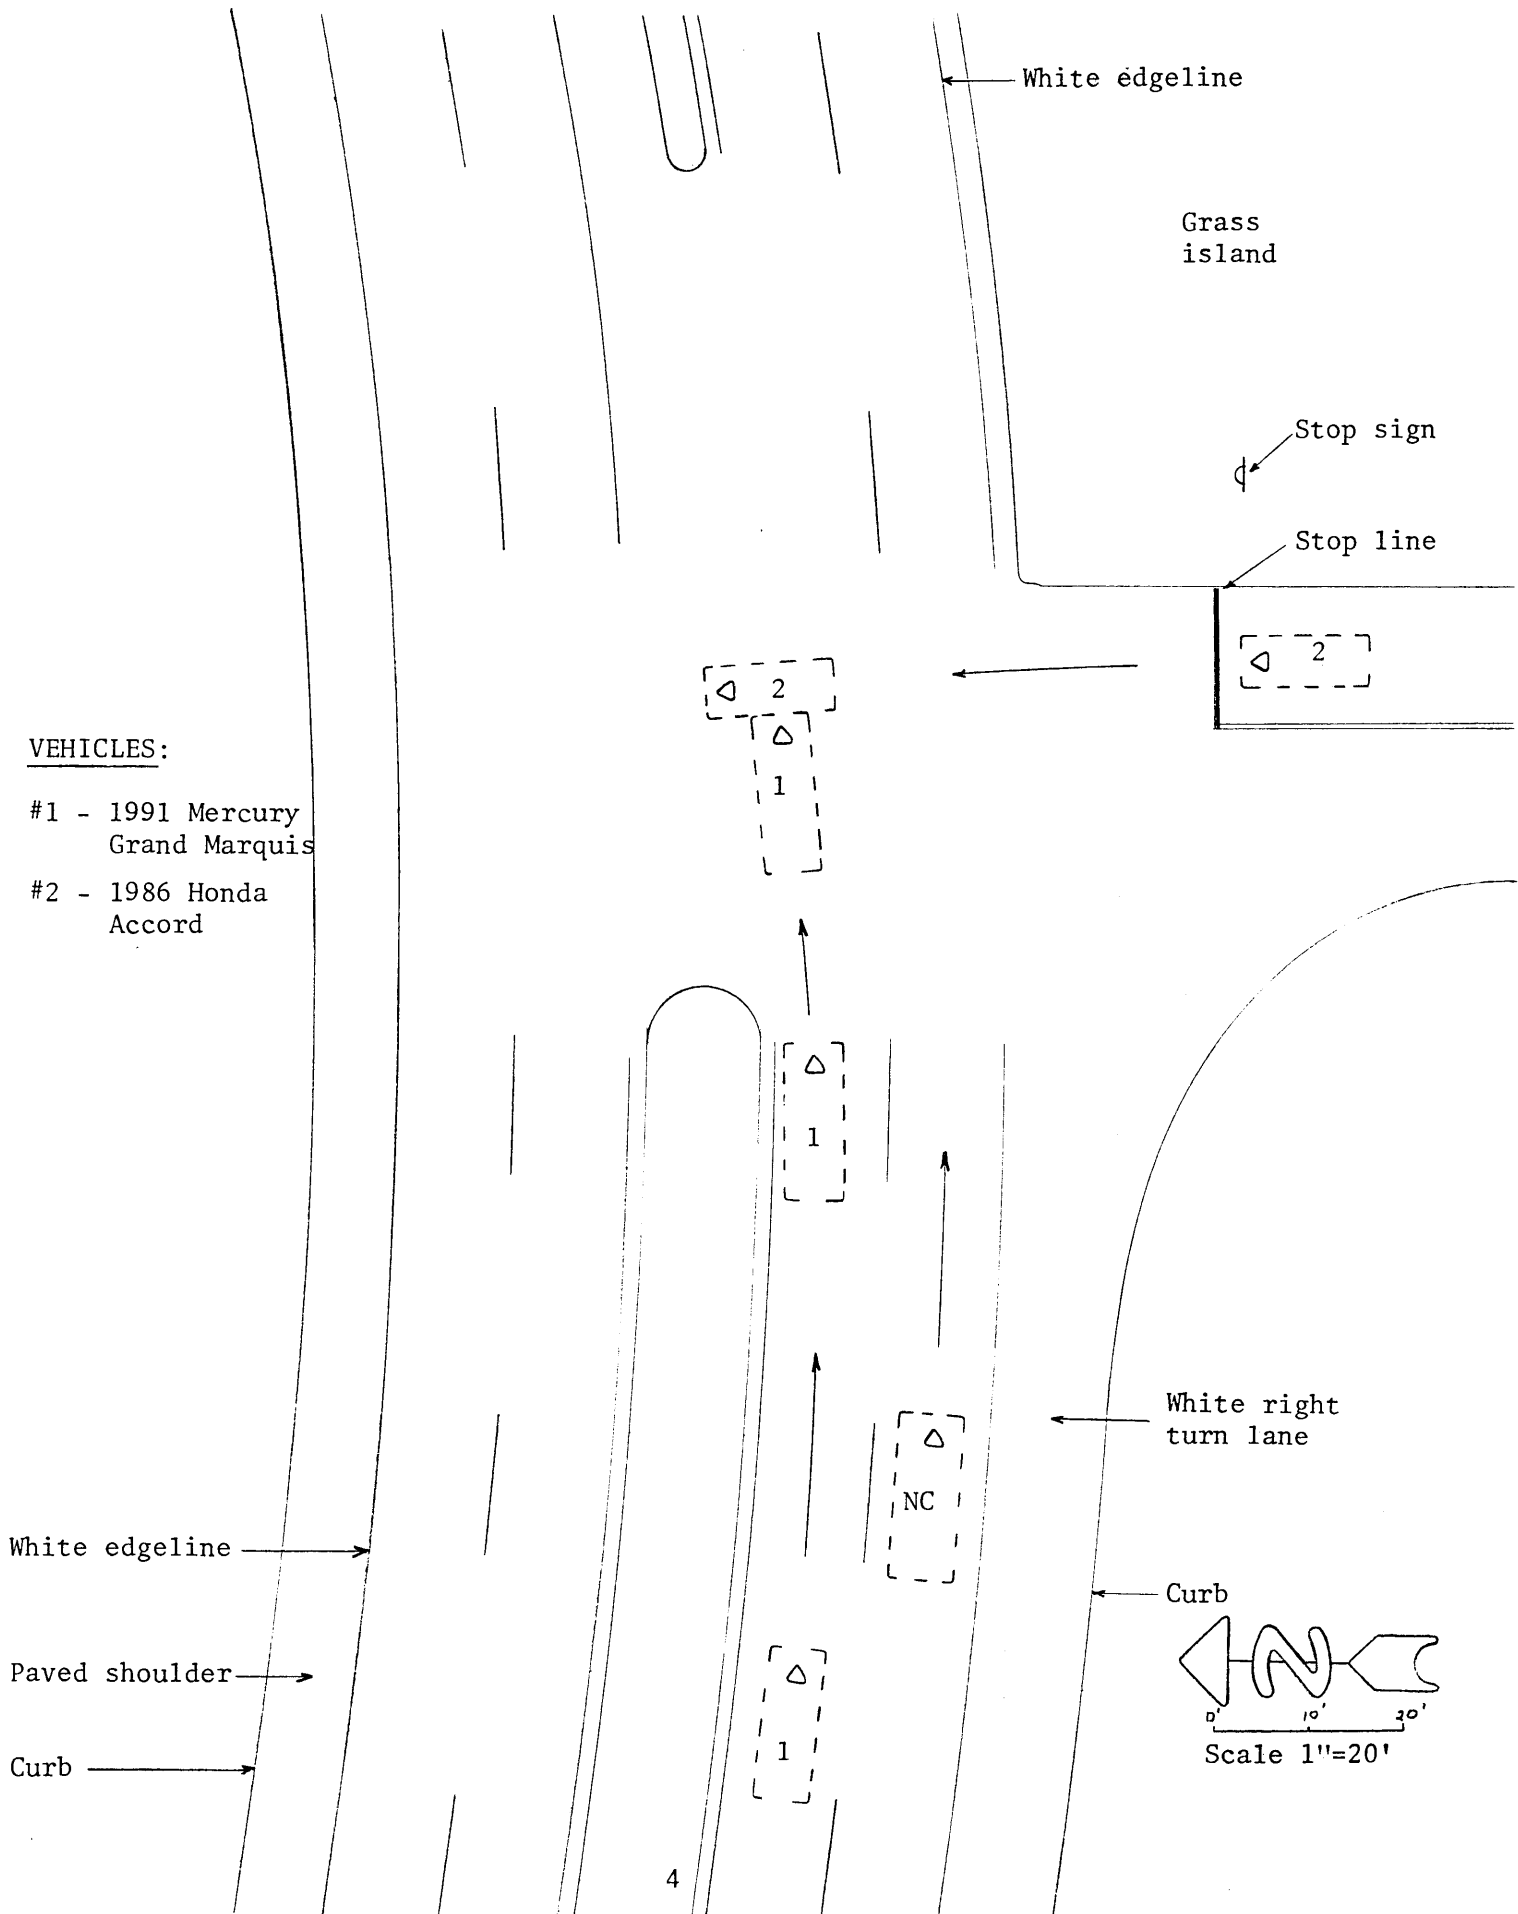 White edgeline
Grass
island
Stop sign
Stop line
2
2
1
VEHICLES:
#1 - 1991 Mercury
Grand Marquis
#2 - 1986 Honda
Accord
1
White right
turn lane
NC
White edgeline
Curb
N
Paved shoulder
1
0' 10' 20'
Scale 1"=20'
Curb
4